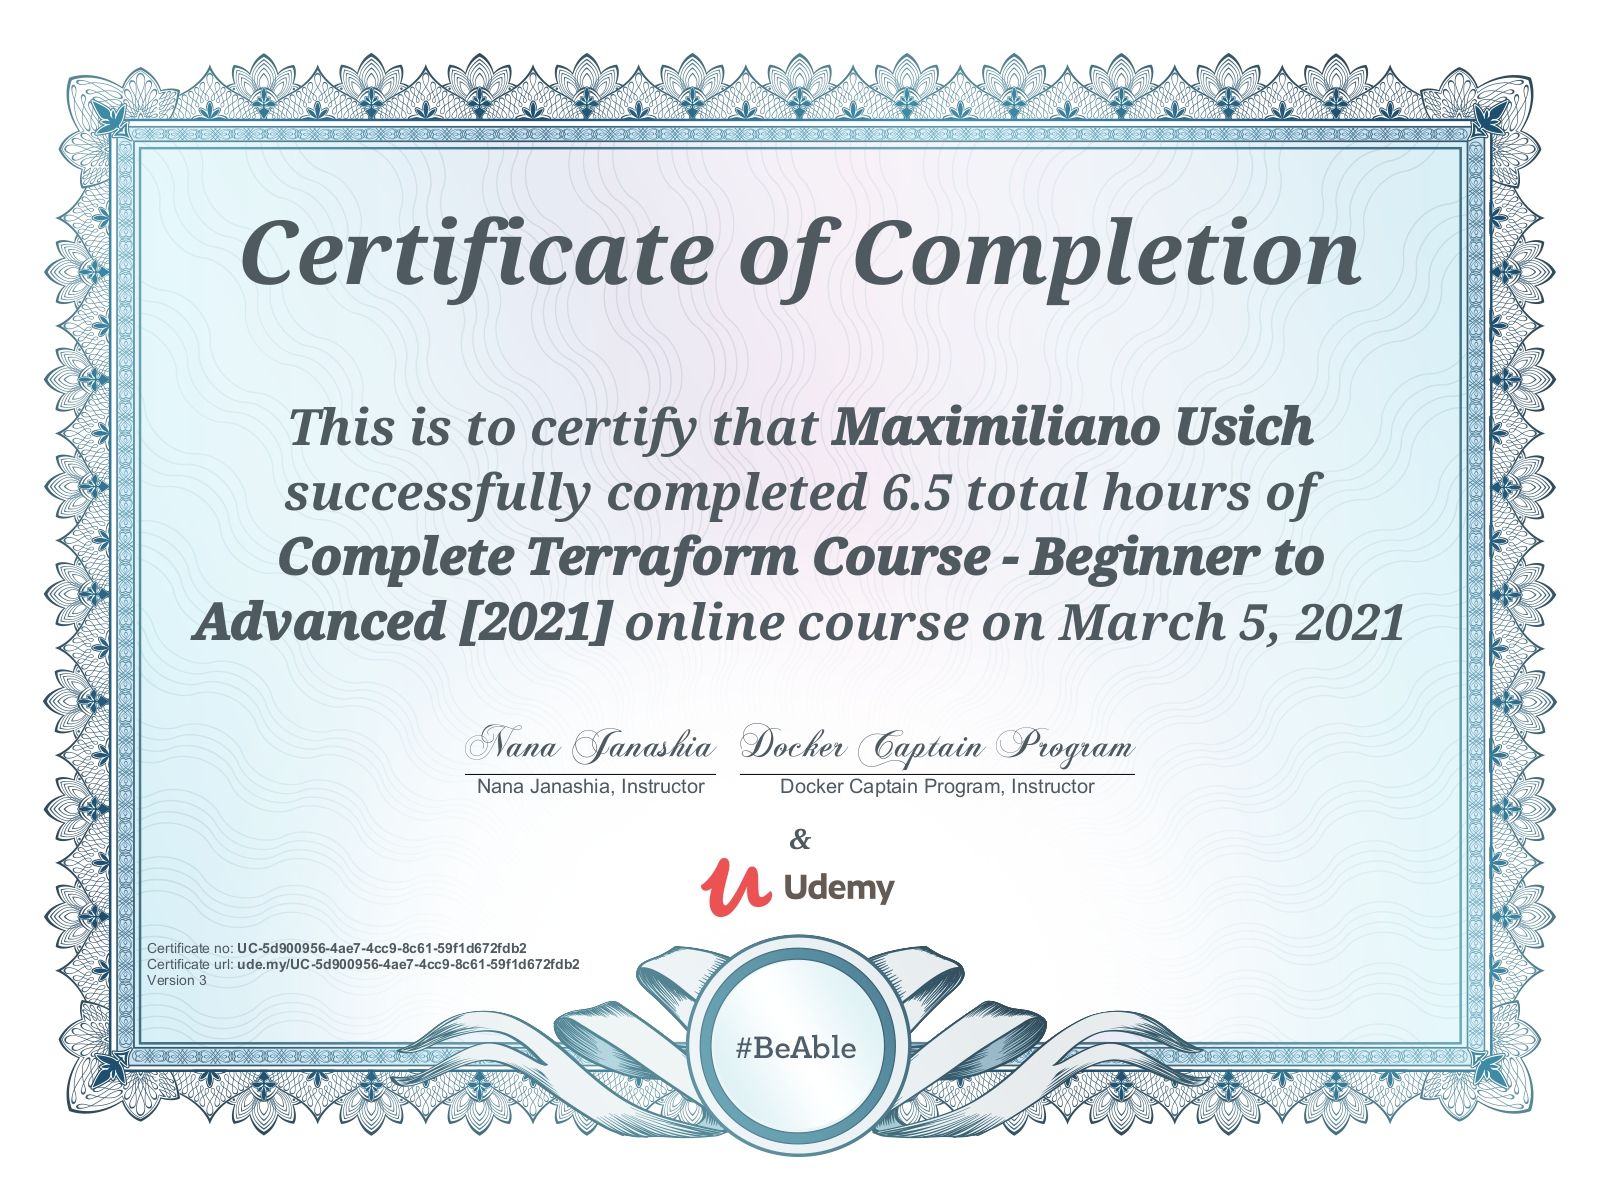 Certificate of Completion
This is to certify that Maximiliano Usich
successfully completed 6.5 total hours of
Complete Terraform Course - Beginner to
Advanced [2021] online course on March 5, 2021
Nana Janashia Docker Captain Program
Nana Janashia, Instructor Docker Captain Program, Instructor
&
Udemy
Certificate no: UC-5d900956-4ae7-4cc9-8c61-59f1d672fdb2
Certificate url: ude.my/UC-5d900956-4ae7-4cc9-8c61-59f1d672fdb2
Version 3
#BeAble